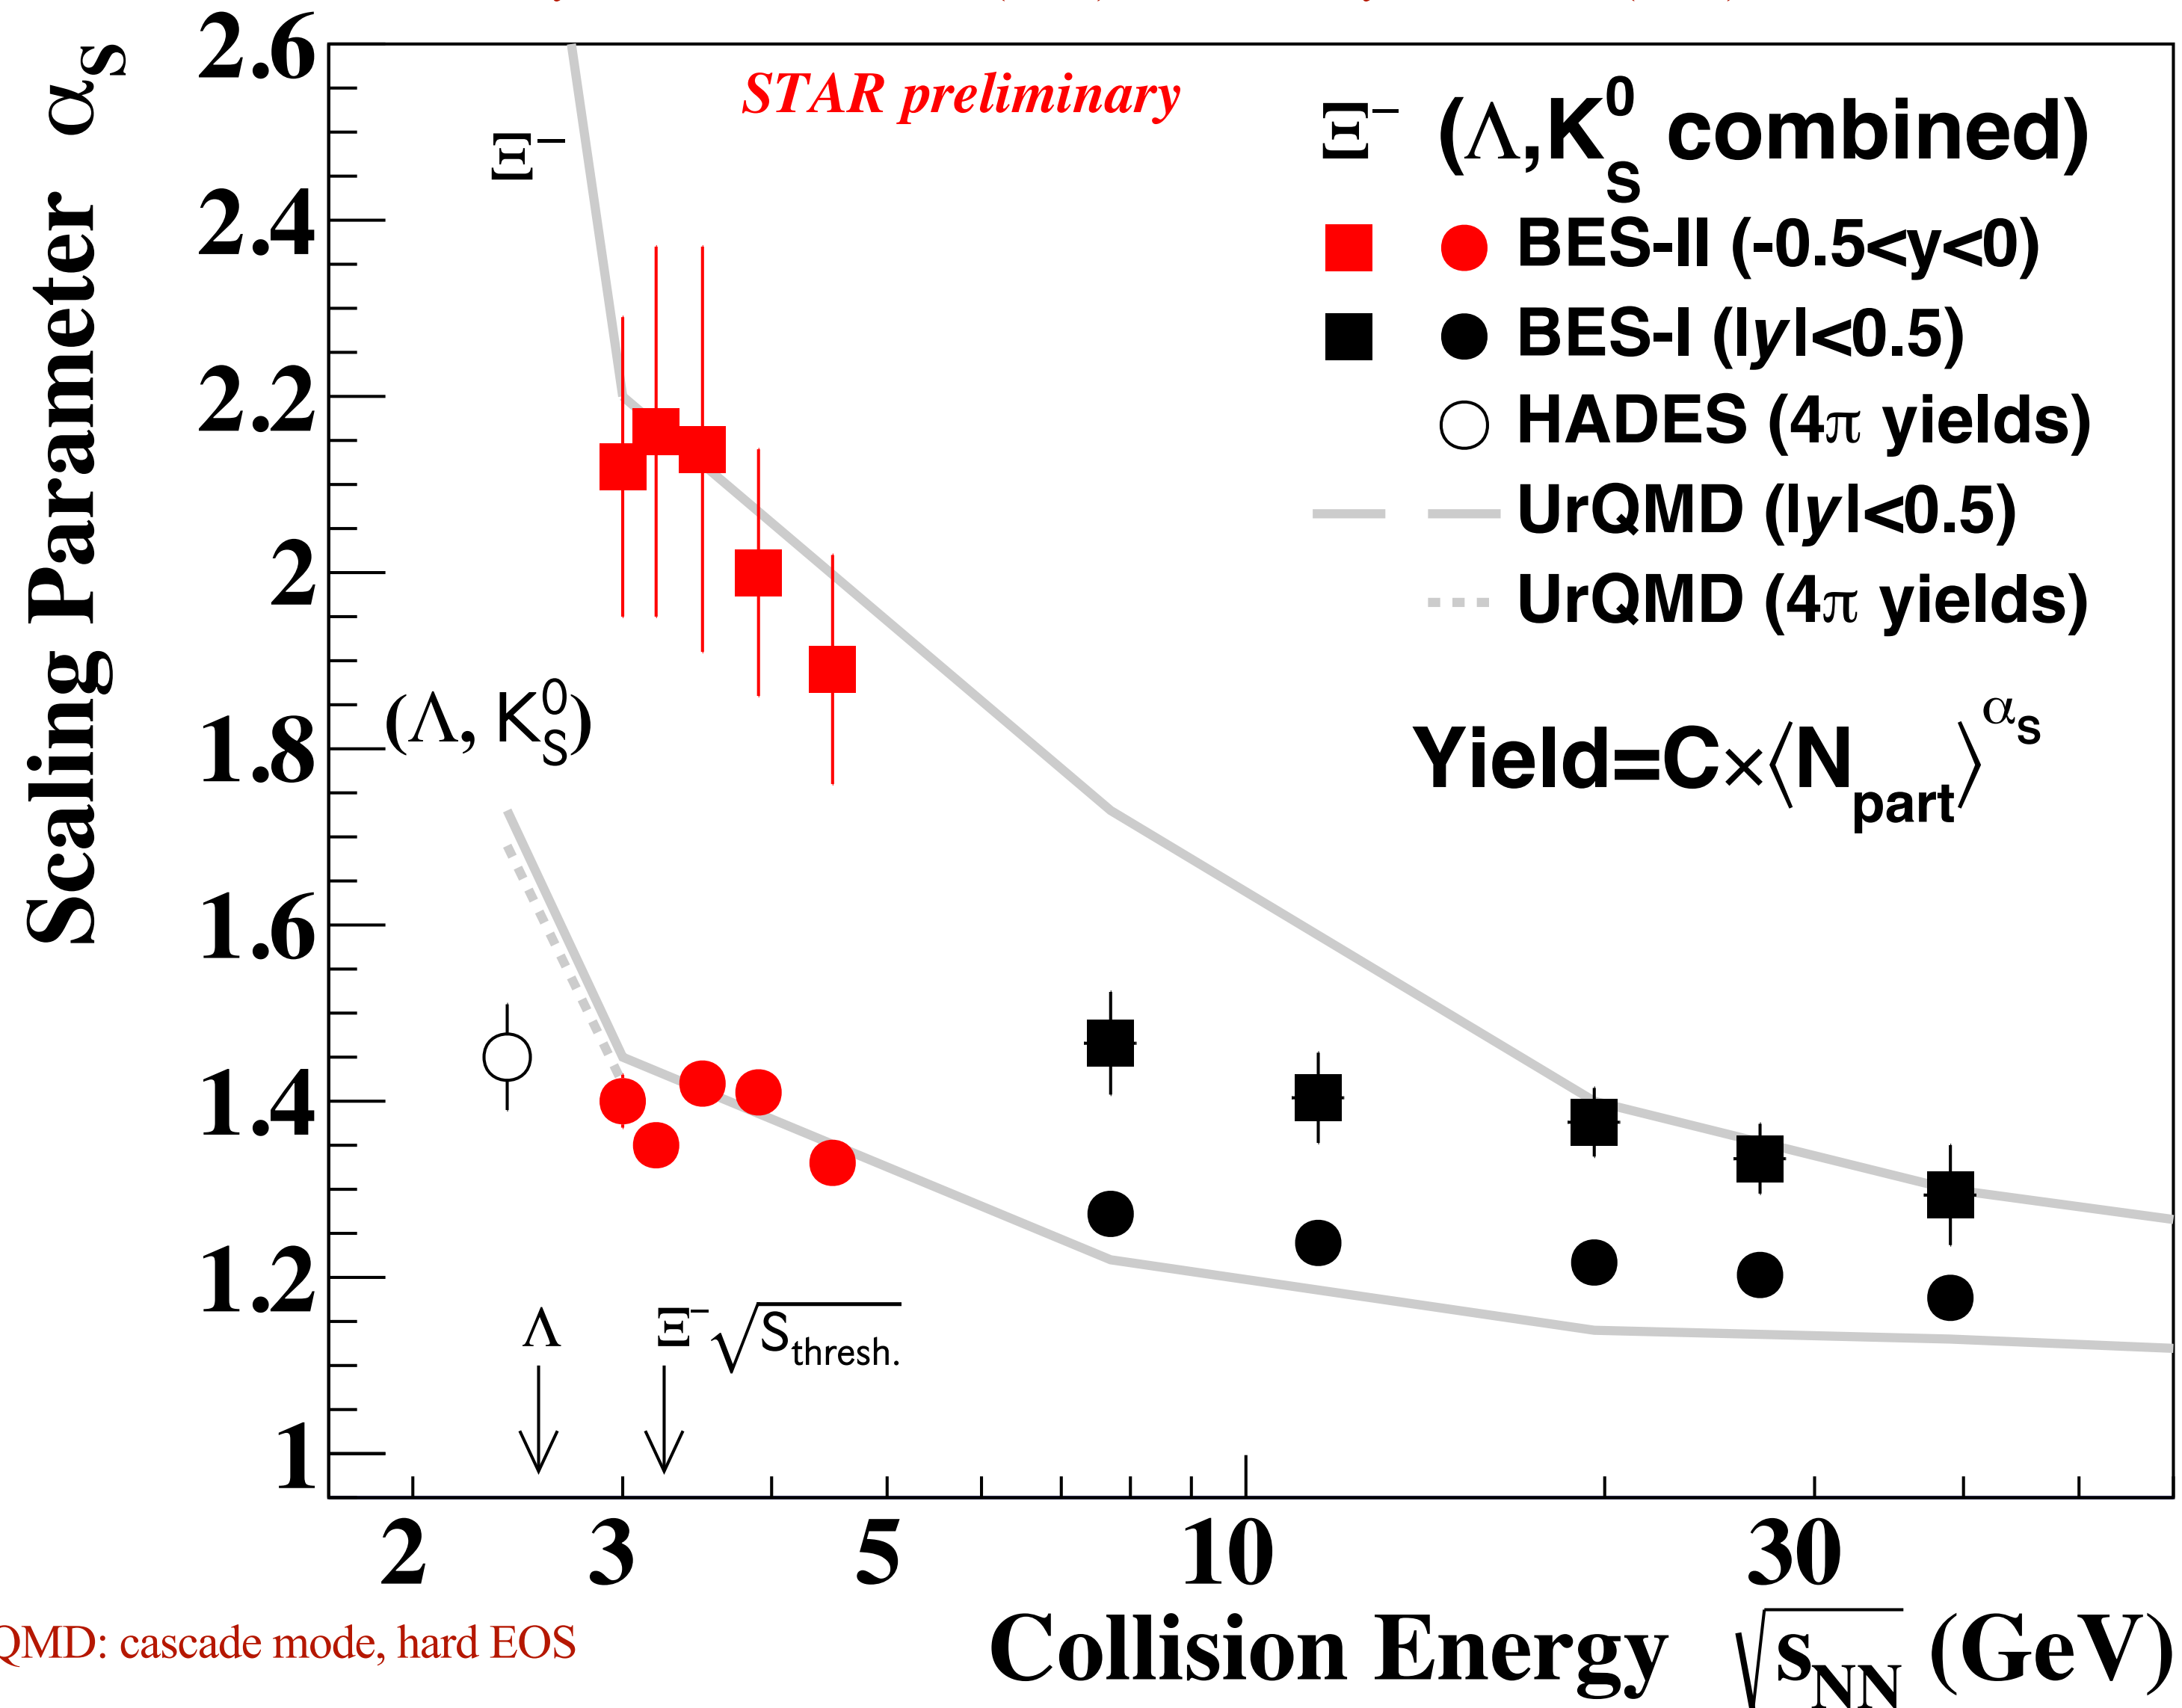 STAR preliminary
Scaling Parameter αS
2.6
2.4
2.2
2
1.8
1.6
1.4
1.2
1
Ξ−
Ξ− (Λ,K0S combined)
BES-II (-0.5<y<0)
BES-I (|y|<0.5)
HADES (4π yields)
UrQMD (|y|<0.5)
UrQMD (4π yields)
(Λ, K0S)
Yield=C×⟨Npart⟩αS
Λ
Ξ− √Sthresh.
2 3 5 10 30
Collision Energy √sNN (GeV)
QMD: cascade mode, hard EOS